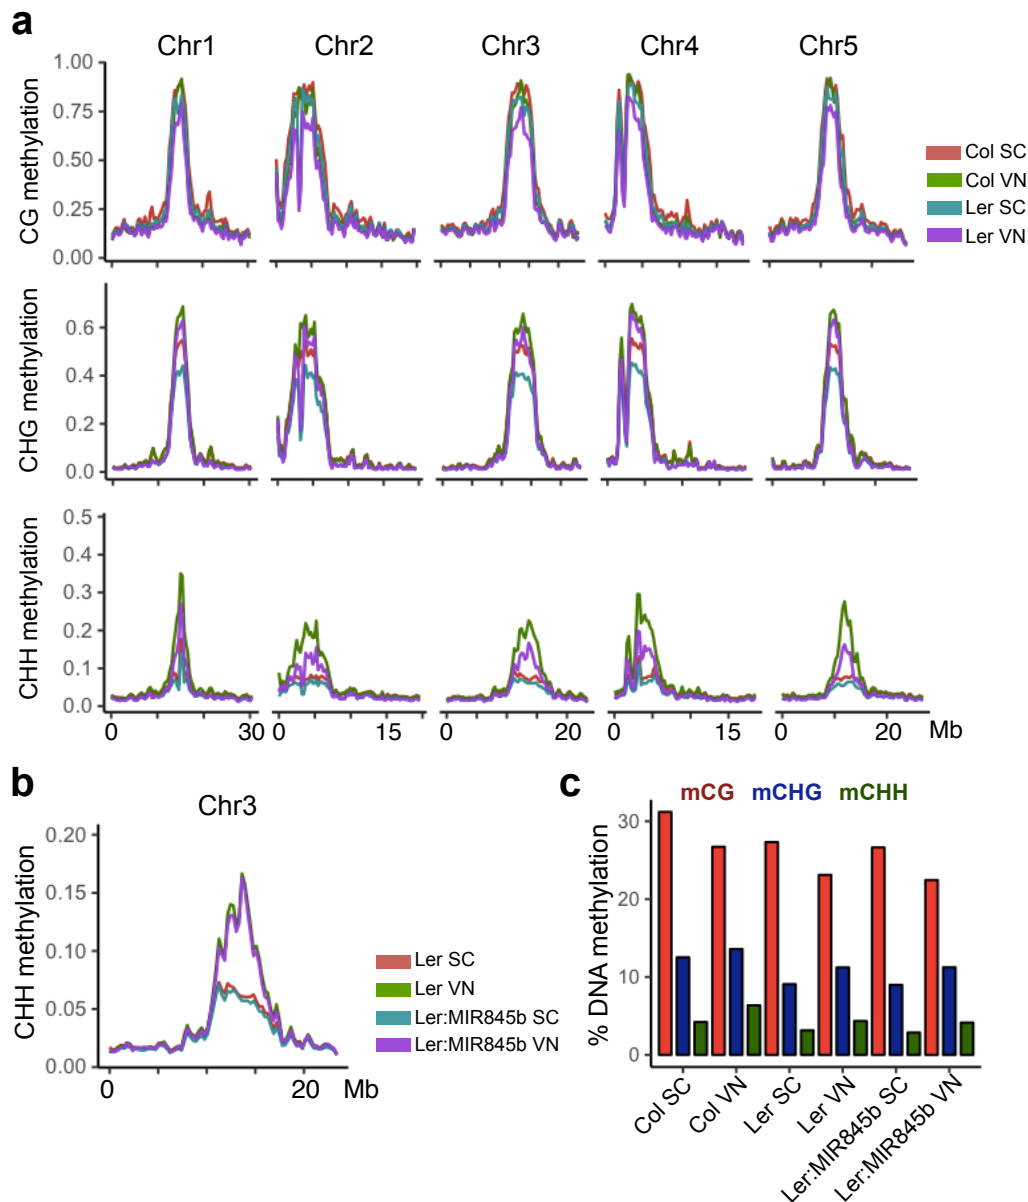 a
Chr1 Chr2 Chr3 Chr4 Chr5
CG methylation
1.00
0.75
0.50
0.25
0.00
Col SC
Col VN
Ler SC
Ler VN
CHG methylation
0.6
0.4
0.2
0.0
CHH methylation
0.5
0.4
0.3
0.2
0.1
0.0
0 30 0 15 0 20 0 15 0 20 Mb
b
Chr3
CHH methylation
0.20
0.15
0.10
0.05
0.00
0 20 Mb
Ler SC
Ler VN
Ler:MIR845b SC
Ler:MIR845b VN
c
mCG mCHG mCHH
% DNA methylation
30
20
10
0
Col SC
Col VN
Ler SC
Ler VN
Ler:MIR845b SC
Ler:MIR845b VN